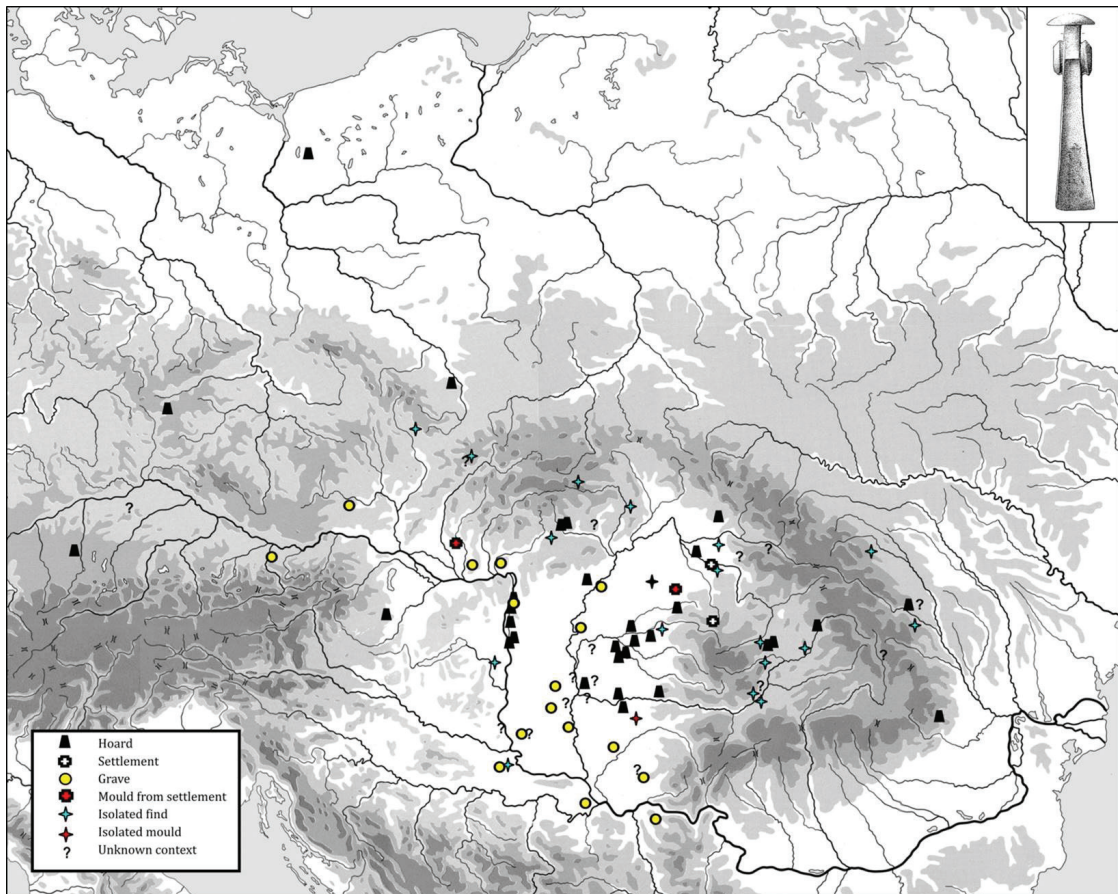 Hoard
Settlement
Grave
Mould from settlement
Isolated find
Isolated mould
? Unknown context